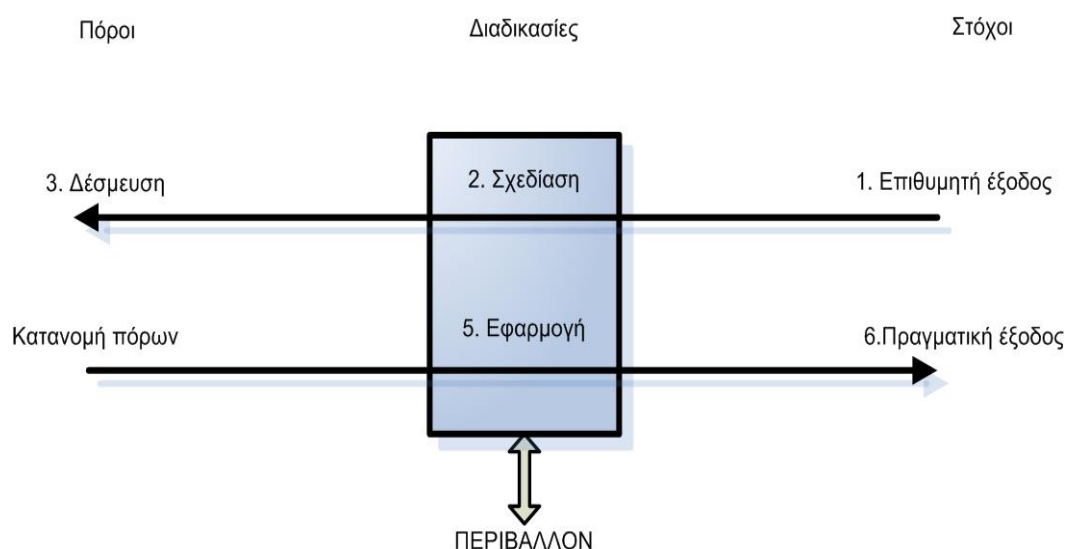 Πόροι Διαδικασίες Στόχοι
3. Δέσμευση 2. Σχεδίαση 1. Επιθυμητή έξοδος
Κατανομή πόρων 5. Εφαρμογή 6.Πραγματική έξοδος
ΠΕΡΙΒΑΛΛΟΝ